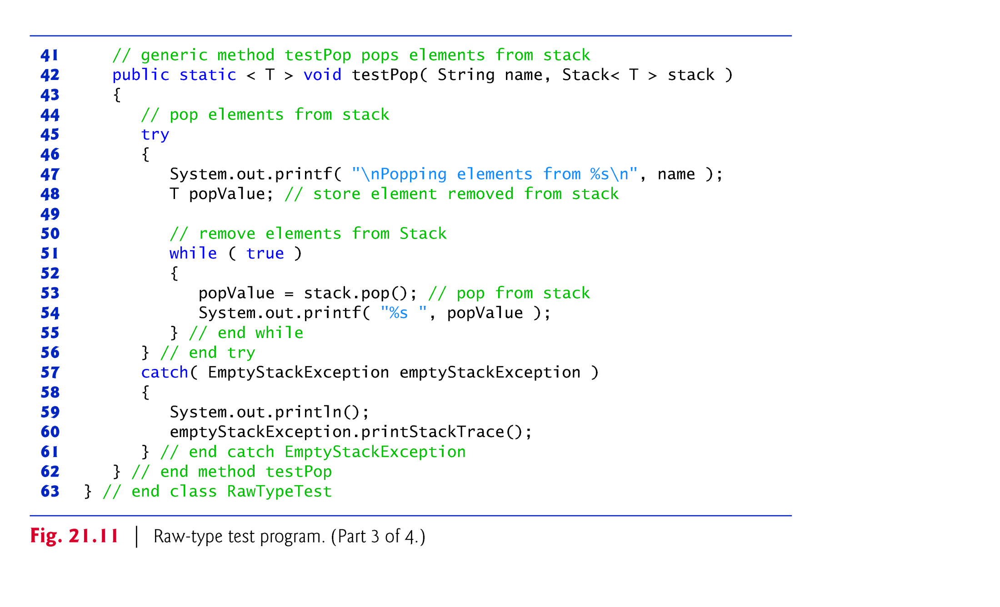 41 // generic method testPop pops elements from stack
42 public static < T > void testPop( String name, Stack< T > stack )
43 {
44 // pop elements from stack
45 try
46 {
47 System.out.printf( "\nPopping elements from %s\n", name );
48 T popValue; // store element removed from stack
49
50 // remove elements from Stack
51 while ( true )
52 {
53 popValue = stack.pop(); // pop from stack
54 System.out.printf( "%s ", popValue );
55 } // end while
56 } // end try
57 catch( EmptyStackException emptyStackException )
58 {
59 System.out.println();
60 emptyStackException.printStackTrace();
61 } // end catch EmptyStackException
62 } // end method testPop
63 } // end class RawTypeTest
Fig. 21.11 | Raw-type test program. (Part 3 of 4.)